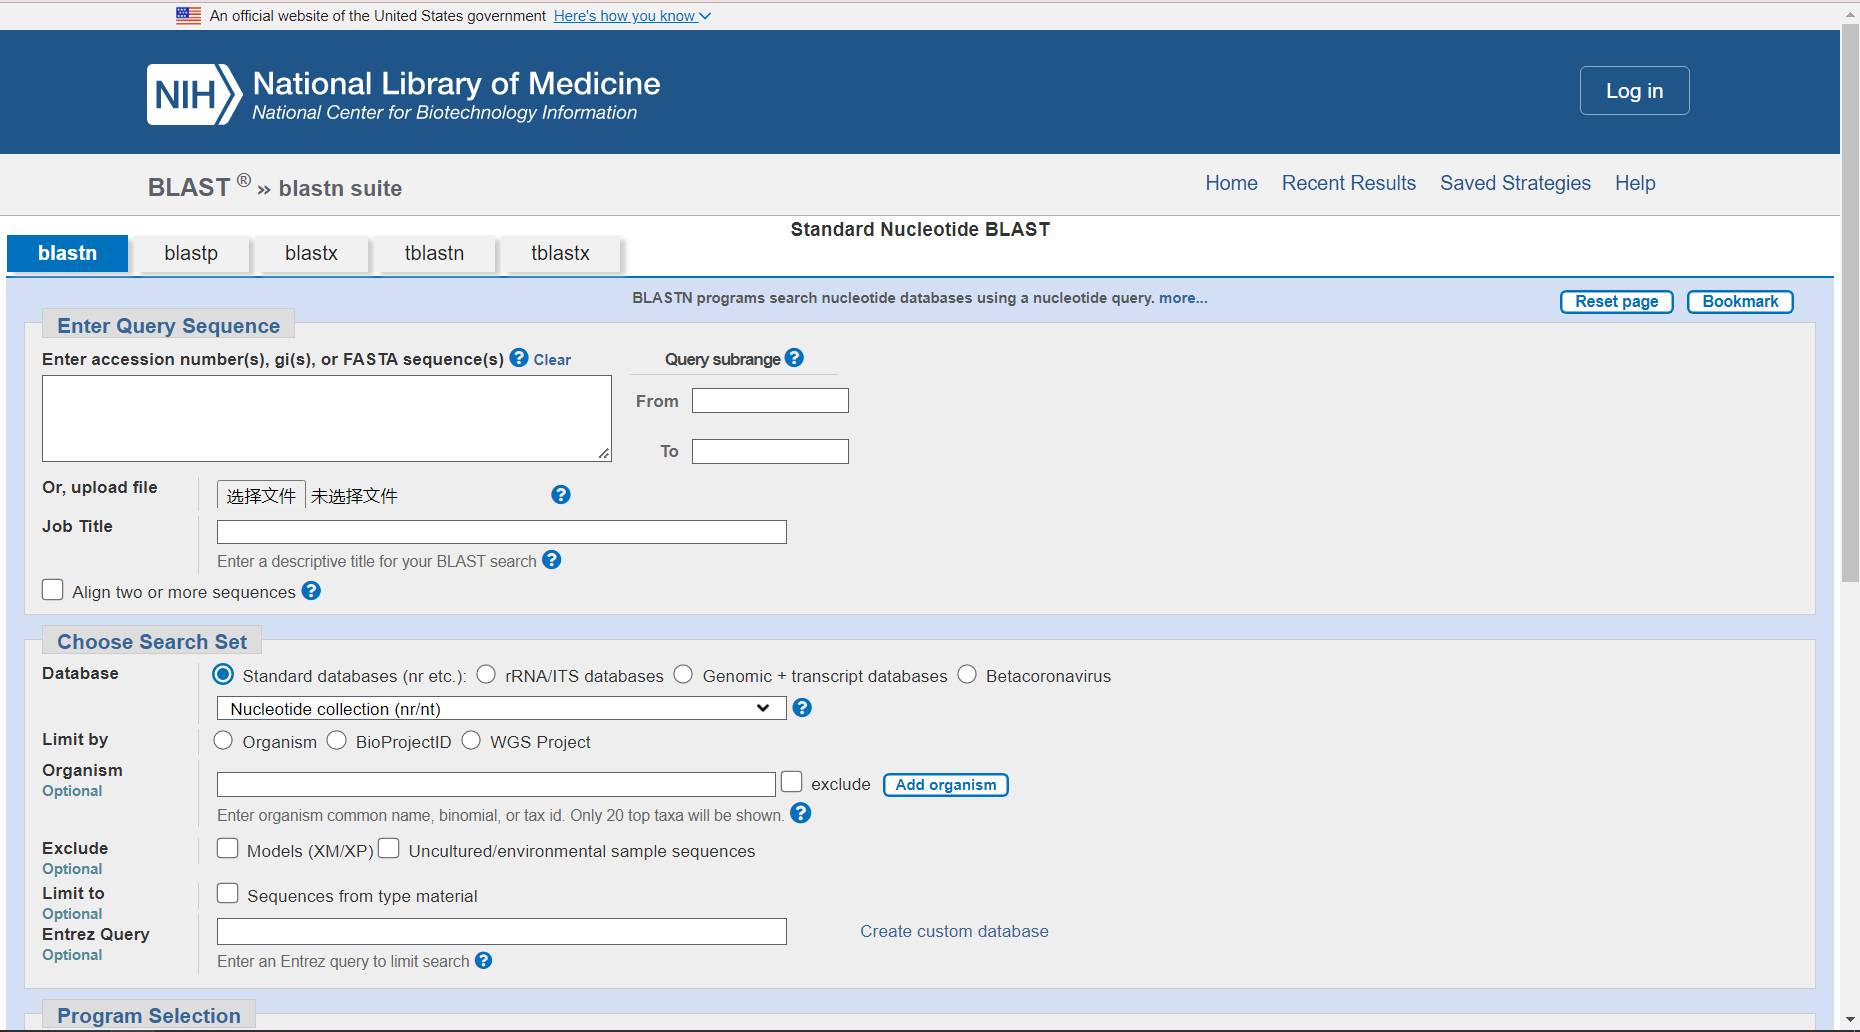 An official website of the United States government Here's how you know
NIH National Library of Medicine
National Center for Biotechnology Information
Log in
BLAST ® » blastn suite
Home Recent Results Saved Strategies Help
Standard Nucleotide BLAST
blastn blastp blastx tblastn tblastx
BLASTN programs search nucleotide databases using a nucleotide query. more...
Reset page Bookmark
Enter Query Sequence
Enter accession number(s), gi(s), or FASTA sequence(s) ? Clear
Query subrange ?
From
To
Or, upload file 选择文件 未选择文件 ?
Job Title
Enter a descriptive title for your BLAST search ?
Align two or more sequences ?
Choose Search Set
Database
Standard databases (nr etc.): rRNA/ITS databases Genomic + transcript databases Betacoronavirus
Nucleotide collection (nr/nt) ?
Limit by Organism BioProjectID WGS Project
Organism
Optional
exclude Add organism
Enter organism common name, binomial, or tax id. Only 20 top taxa will be shown. ?
Exclude
Optional
Models (XM/XP) Uncultured/environmental sample sequences
Limit to
Optional
Sequences from type material
Entrez Query
Optional
Create custom database
Enter an Entrez query to limit search ?
Program Selection